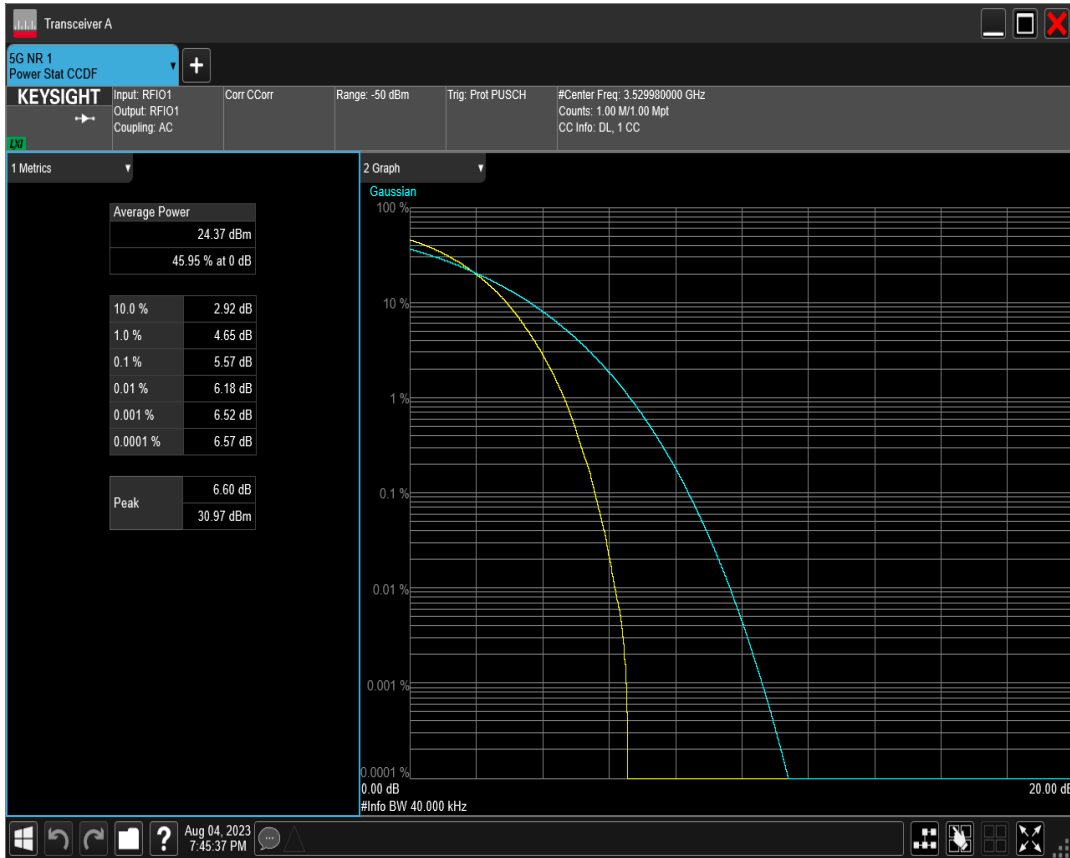 Transceiver A
5G NR 1
Power Stat CCDF
KEYSIGHT
LXI
Input: RFIO1
Output: RFIO1
Coupling: AC
Corr CCorr
Range: -50 dBm
Trig: Prot PUSCH
#Center Freq: 3.529980000 GHz
Counts: 1.00 M/1.00 Mpt
CC Info: DL, 1 CC
1 Metrics
Average Power
24.37 dBm
45.95 % at 0 dB
10.0 % 2.92 dB
1.0 % 4.65 dB
0.1 % 5.57 dB
0.01 % 6.18 dB
0.001 % 6.52 dB
0.0001 % 6.57 dB
Peak 6.60 dB
30.97 dBm
2 Graph
Gaussian
100 %
10 %
1 %
0.1 %
0.01 %
0.001 %
0.0001 %
0.00 dB 20.00 dB
#Info BW 40.000 kHz
? Aug 04, 2023
7:45:37 PM